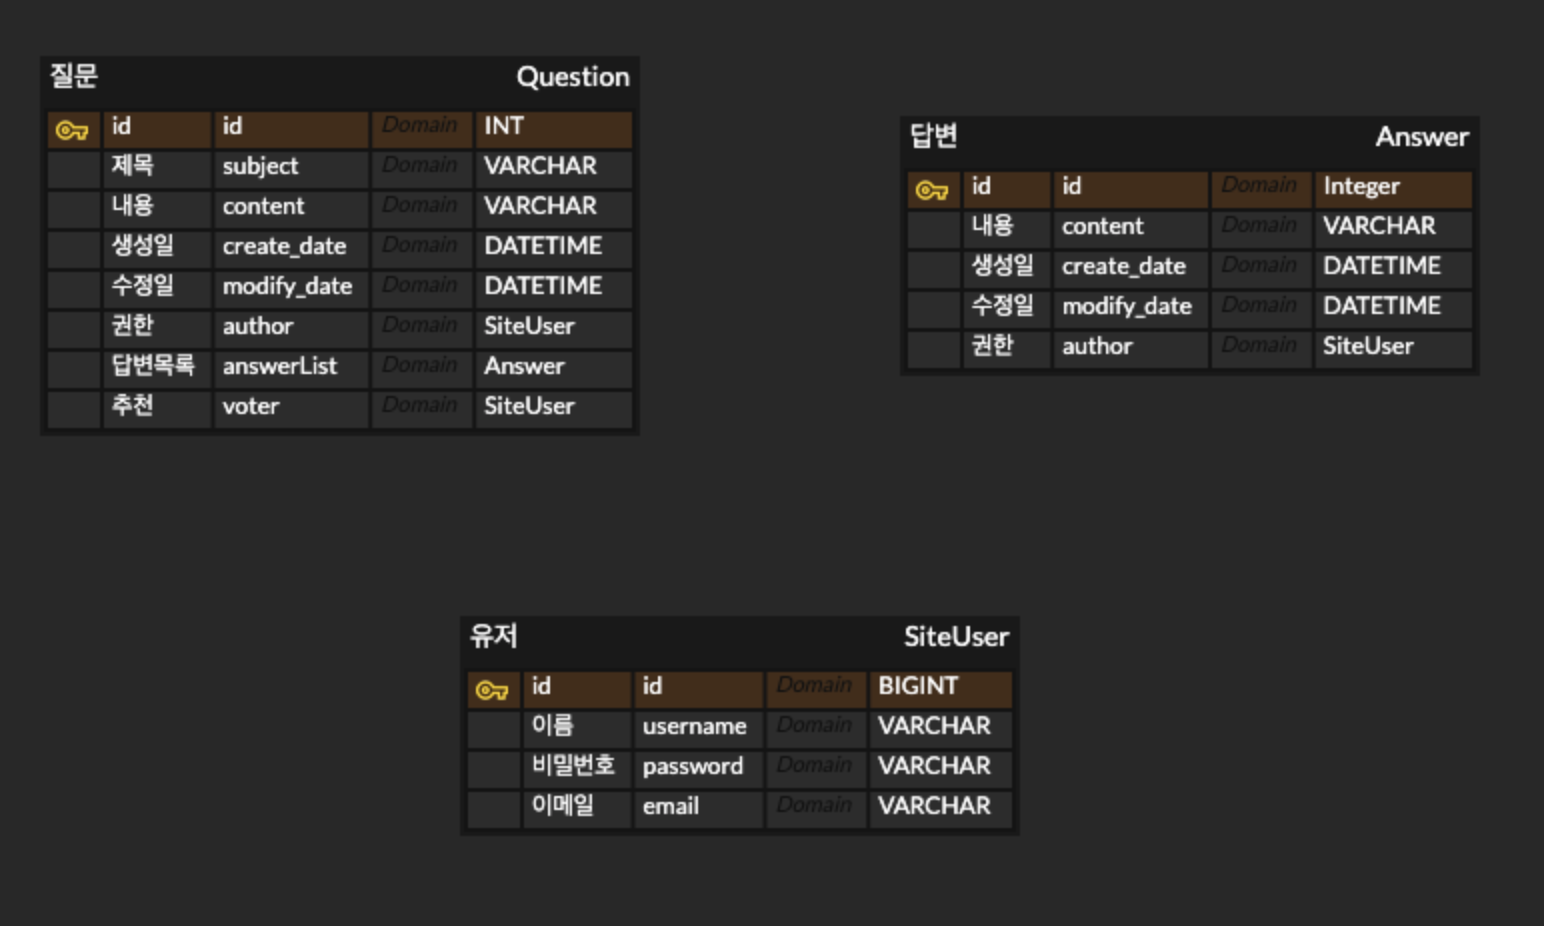 질문 Question
id id Domain INT
제목 subject Domain VARCHAR
내용 content Domain VARCHAR
생성일 create_date Domain DATETIME
수정일 modify_date Domain DATETIME
권한 author Domain SiteUser
답변목록 answerList Domain Answer
추천 voter Domain SiteUser
답변 Answer
id id Domain Integer
내용 content Domain VARCHAR
생성일 create_date Domain DATETIME
수정일 modify_date Domain DATETIME
권한 author Domain SiteUser
유저 SiteUser
id id Domain BIGINT
이름 username Domain VARCHAR
비밀번호 password Domain VARCHAR
이메일 email Domain VARCHAR